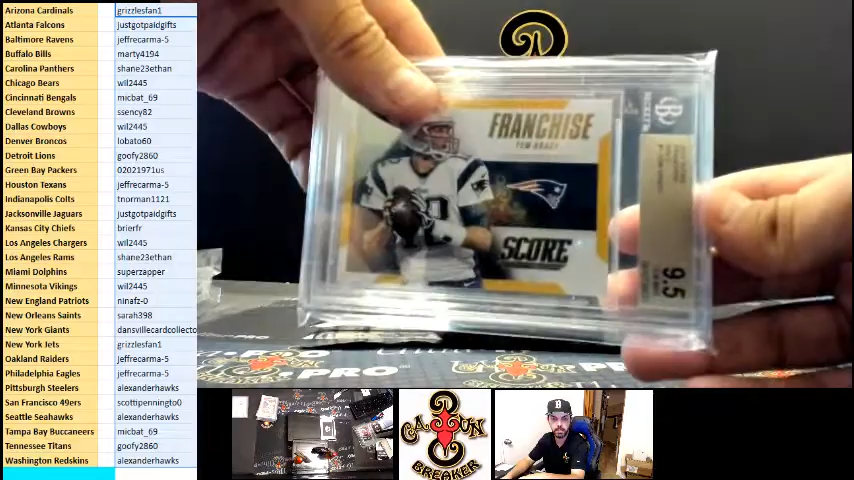 Arizona Cardinals grizzlesfan1
Atlanta Falcons justgotpaidgifts
Baltimore Ravens jeffrecarma-5
Buffalo Bills marty4194
Carolina Panthers shane23ethan
Chicago Bears wil2445
Cincinnati Bengals micbat_69
Cleveland Browns ssency82
Dallas Cowboys wil2445
Denver Broncos lobato60
Detroit Lions goofy2860
Green Bay Packers 02021971us
Houston Texans jeffrecarma-5
Indianapolis Colts tnorman1121
Jacksonville Jaguars justgotpaidgifts
Kansas City Chiefs brierfr
Los Angeles Chargers wil2445
Los Angeles Rams shane23ethan
Miami Dolphins superzapper
Minnesota Vikings wil2445
New England Patriots ninafz-0
New Orleans Saints sarah398
New York Giants dansvillecardcollecto
New York Jets grizzlesfan1
Oakland Raiders jeffrecarma-5
Philadelphia Eagles jeffrecarma-5
Pittsburgh Steelers alexanderhawks
San Francisco 49ers scottipenningto0
Seattle Seahawks alexanderhawks
Tampa Bay Buccaneers micbat_69
Tennessee Titans goofy2860
Washington Redskins alexanderhawks
FRANCHISE
TOM BRADY
SCORE
9.5
PRO
CAJUN
BREAKER